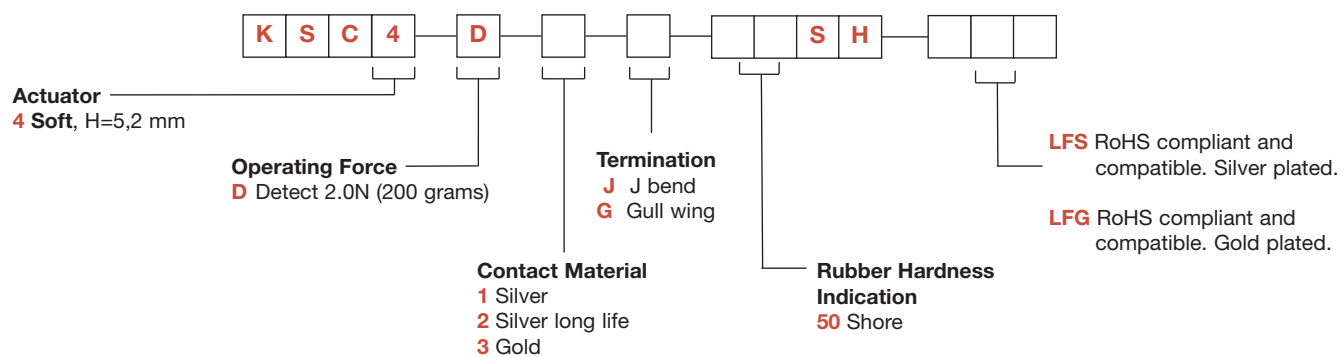 K S C 4 D S H
Actuator
4 Soft, H=5,2 mm
Operating Force
D Detect 2.0N (200 grams)
Contact Material
1 Silver
2 Silver long life
3 Gold
Termination
J J bend
G Gull wing
Rubber Hardness
Indication
50 Shore
LFS RoHS compliant and
compatible. Silver plated.
LFG RoHS compliant and
compatible. Gold plated.